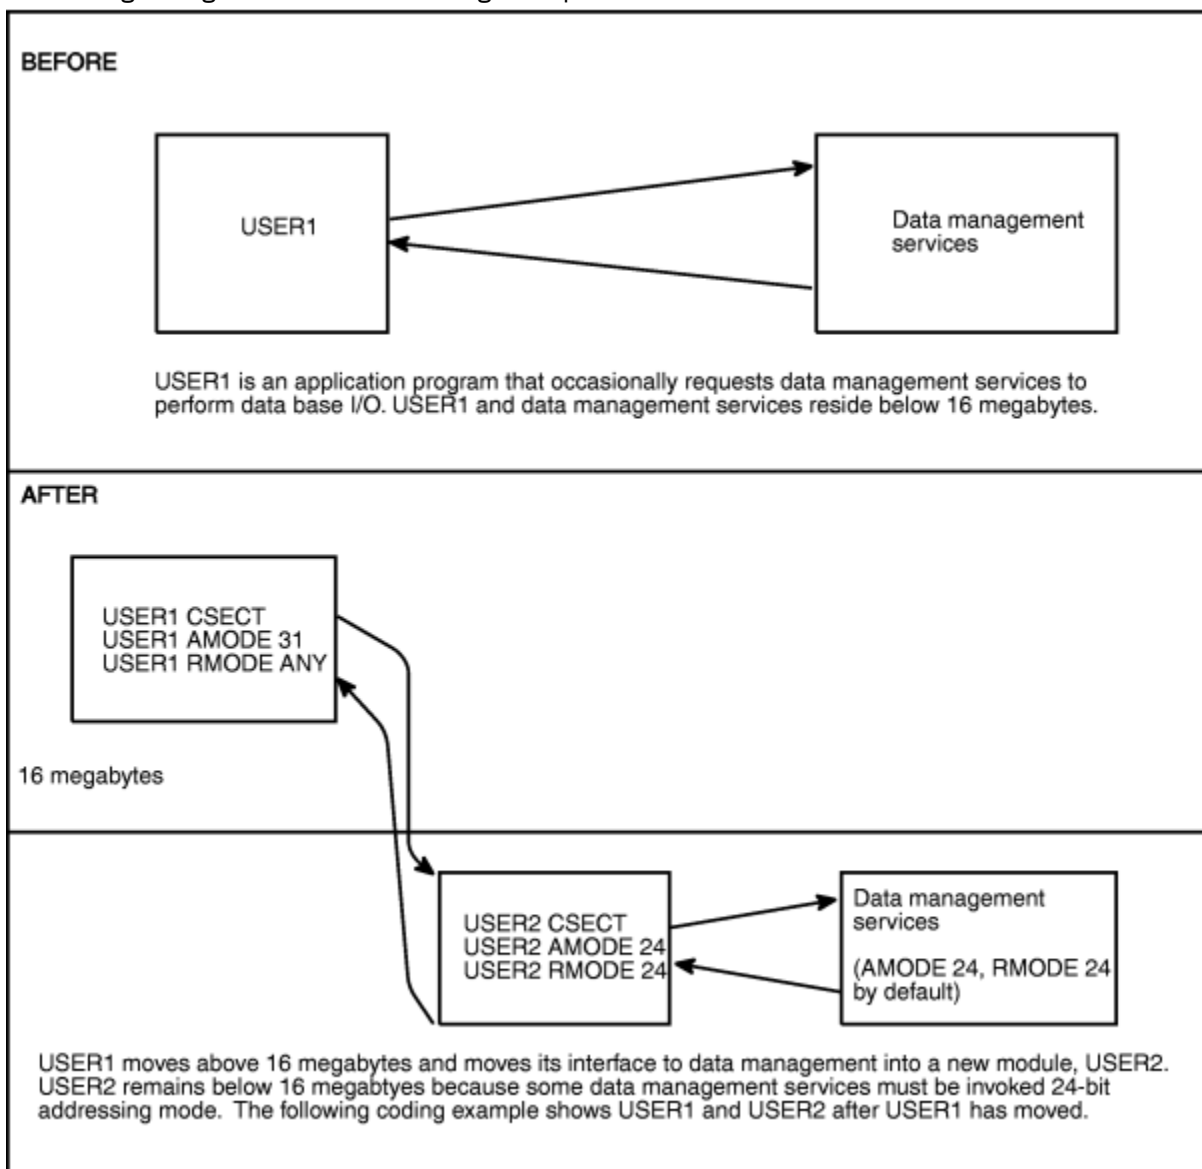 BEFORE
USER1
Data management
services
USER1 is an application program that occasionally requests data management services to
perform data base I/O. USER1 and data management services reside below 16 megabytes.
AFTER
USER1 CSECT
USER1 AMODE 31
USER1 RMODE ANY
16 megabytes
USER2 CSECT
USER2 AMODE 24
USER2 RMODE 24
Data management
services
(AMODE 24, RMODE 24
by default)
USER1 moves above 16 megabytes and moves its interface to data management into a new module, USER2.
USER2 remains below 16 megabtyes because some data management services must be invoked 24-bit
addressing mode.  The following coding example shows USER1 and USER2 after USER1 has moved.